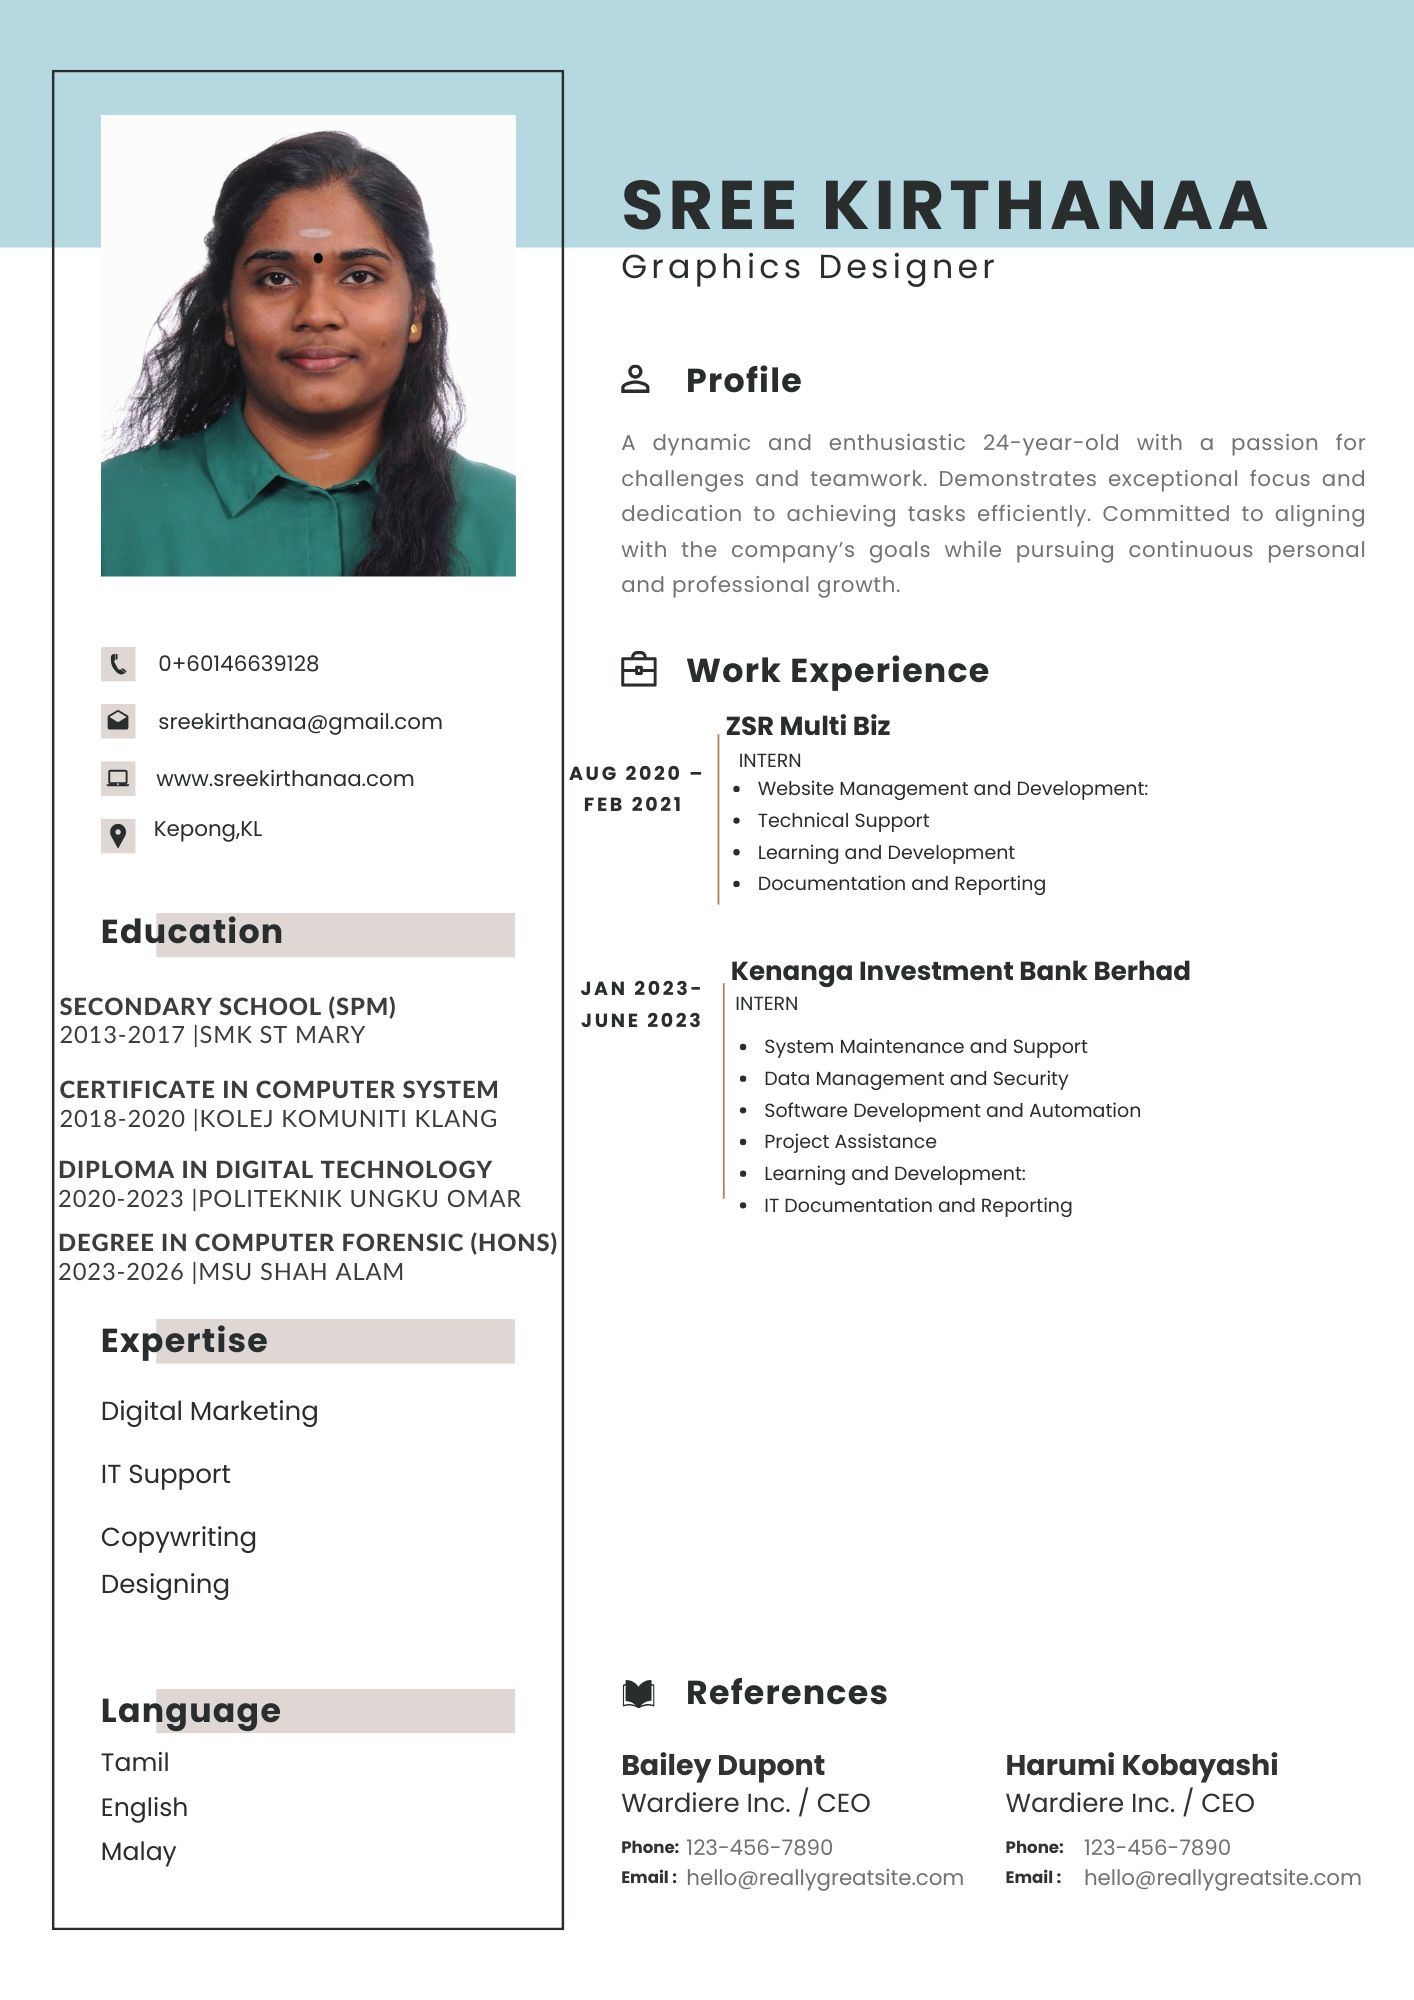 SREE KIRTHANAA
Graphics Designer
0+60146639128
sreekirthanaa@gmail.com
www.sreekirthanaa.com
Kepong,KL
Education
SECONDARY SCHOOL (SPM)
2013-2017 |SMK ST MARY
CERTIFICATE IN COMPUTER SYSTEM
2018-2020 |KOLEJ KOMUNITI KLANG
DIPLOMA IN DIGITAL TECHNOLOGY
2020-2023 |POLITEKNIK UNGKU OMAR
DEGREE IN COMPUTER FORENSIC (HONS)
2023-2026 |MSU SHAH ALAM
Expertise
Digital Marketing
IT Support
Copywriting
Designing
Language
Tamil
English
Malay
Profile
A dynamic and enthusiastic 24-year-old with a passion for
challenges and teamwork. Demonstrates exceptional focus and
dedication to achieving tasks efficiently. Committed to aligning
with the company’s goals while pursuing continuous personal
and professional growth.
Work Experience
AUG 2020 –
FEB 2021
ZSR Multi Biz
INTERN
• Website Management and Development:
• Technical Support
• Learning and Development
• Documentation and Reporting
JAN 2023-
JUNE 2023
Kenanga Investment Bank Berhad
INTERN
• System Maintenance and Support
• Data Management and Security
• Software Development and Automation
• Project Assistance
• Learning and Development:
• IT Documentation and Reporting
References
Bailey Dupont
Wardiere Inc. / CEO
Phone: 123-456-7890
Email : hello@reallygreatsite.com
Harumi Kobayashi
Wardiere Inc. / CEO
Phone: 123-456-7890
Email : hello@reallygreatsite.com